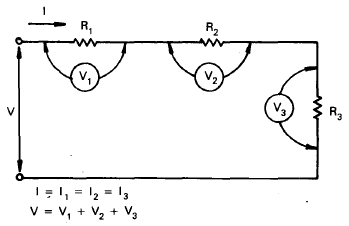 I
R₁
R₂
V₁
V₂
V
V₃
R₃
I = I₁ = I₂ = I₃
V = V₁ + V₂ + V₃